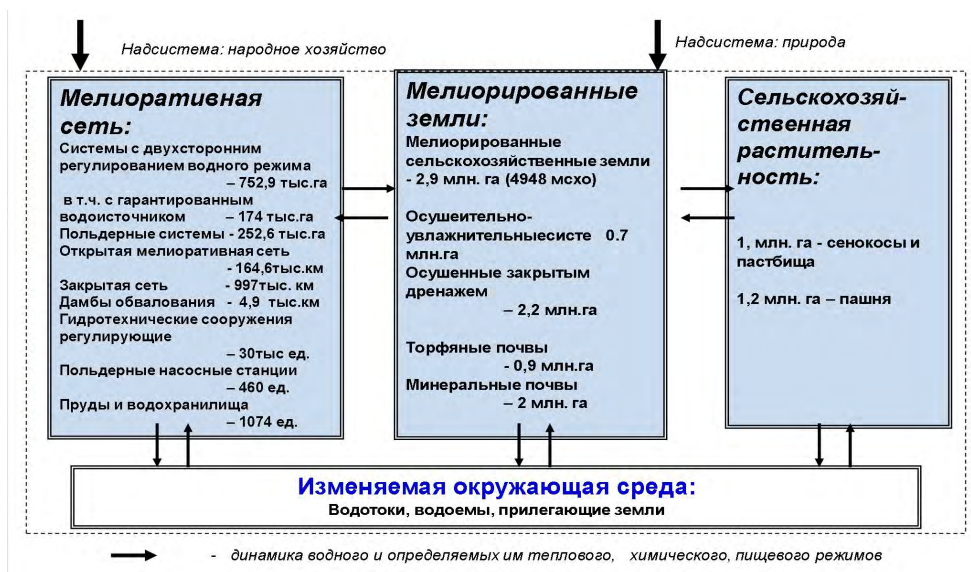 Надсистема: народное хозяйство
Надсистема: природа
Мелиоративная
сеть:
Системы с двухсторонним
регулированием водного режима
– 752,9 тыс.га
в т.ч. с гарантированным
водоисточником – 174 тыс.га
Польдерные системы - 252,6 тыс.га
Открытая мелиоративная сеть
- 164,6тыс.км
Закрытая сеть - 997тыс. км
Дамбы обвалования - 4,9 тыс.км
Гидротехнические сооружения
регулирующие
– 30тыс ед.
Польдерные насосные станции
– 460 ед.
Пруды и водохранилища
– 1074 ед.
Мелиорированные
земли:
Мелиорированные
сельскохозяйственные земли
- 2,9 млн. га (4948 мсхо)
Осушеительно-
увлажнительныесисте 0.7
млн.га
Осушенные закрытым
дренажем
– 2,2 млн.га
Торфяные почвы
- 0,9 млн.га
Минеральные почвы
– 2 млн. га
Сельскохозяй-
ственная
раститель-
ность:
1, млн. га - сенокосы и
пастбища
1,2 млн. га – пашня
Изменяемая окружающая среда:
Водотоки, водоемы, прилегающие земли
- динамика водного и определяемых им теплового, химического, пищевого режимов